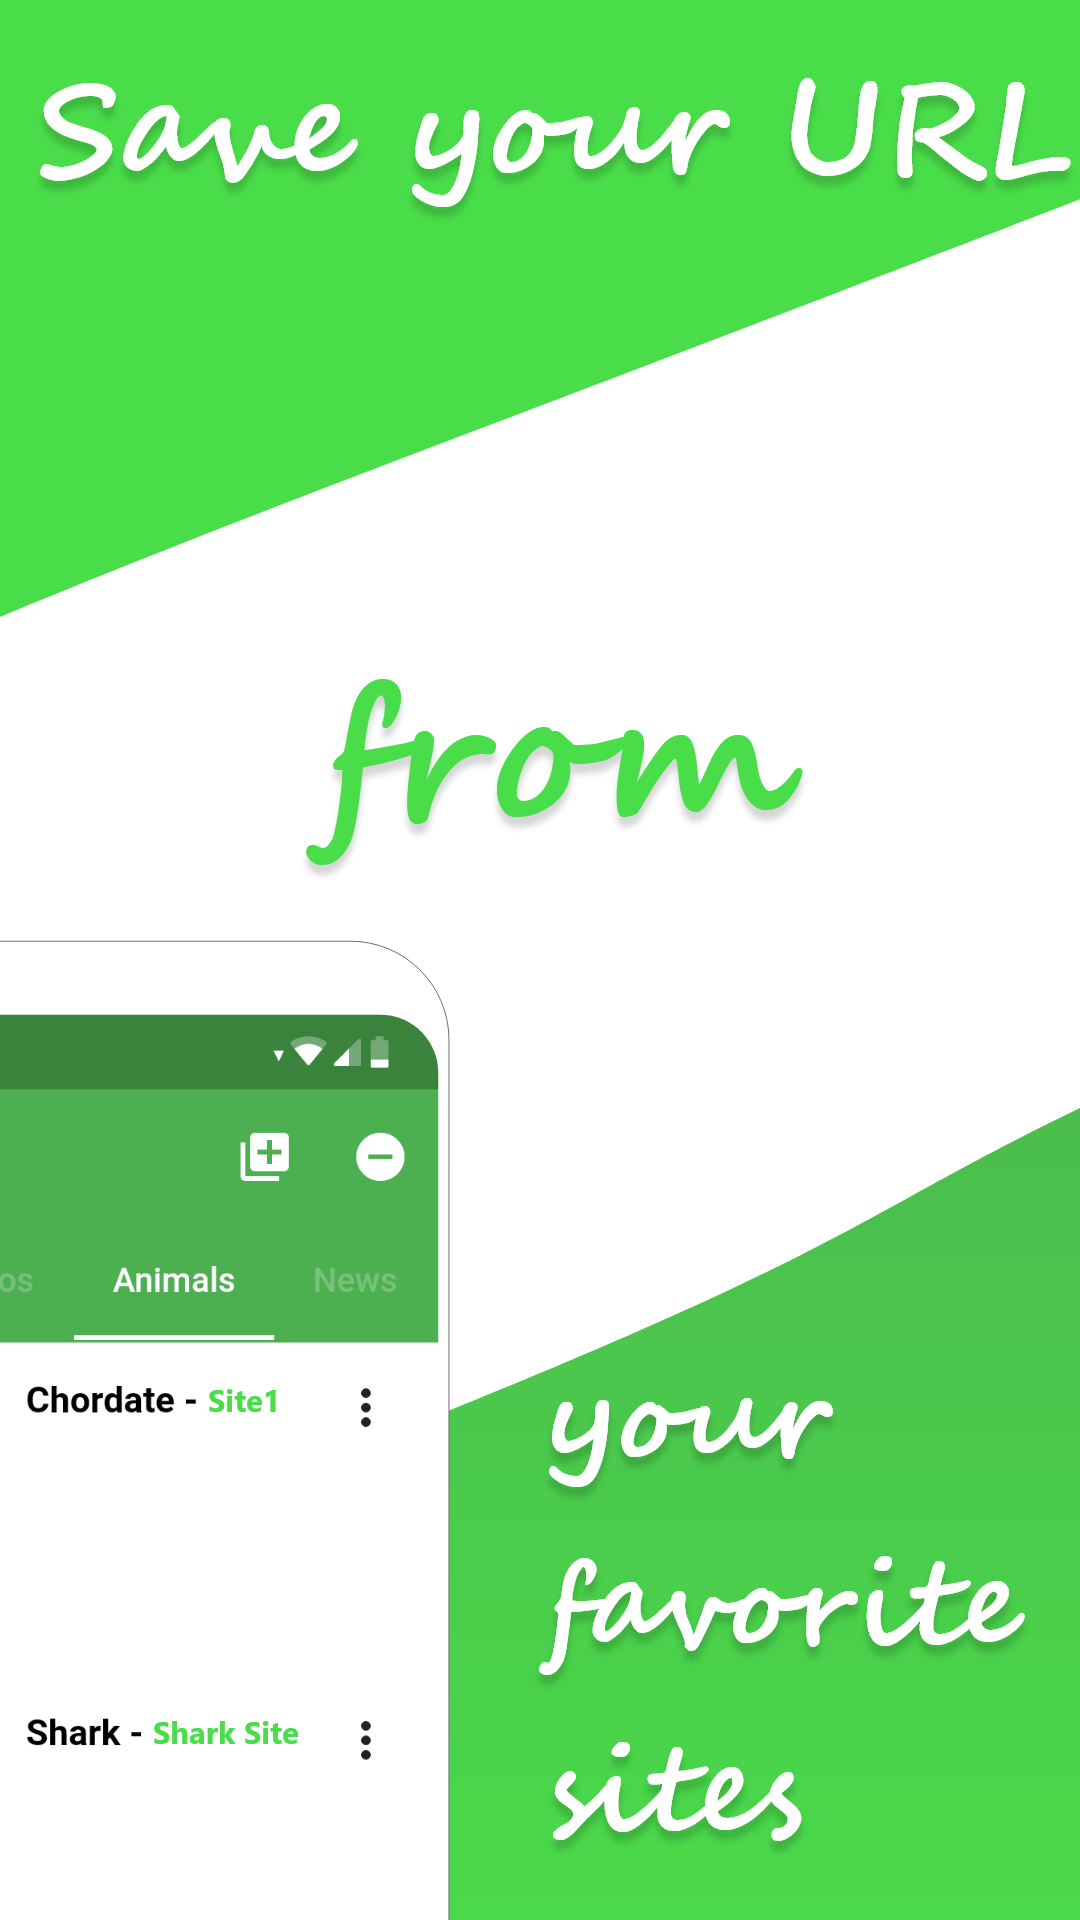 Save your URL
from
os Animals News
Chordate - Site1
your
favorite
Shark - Shark Site
sites